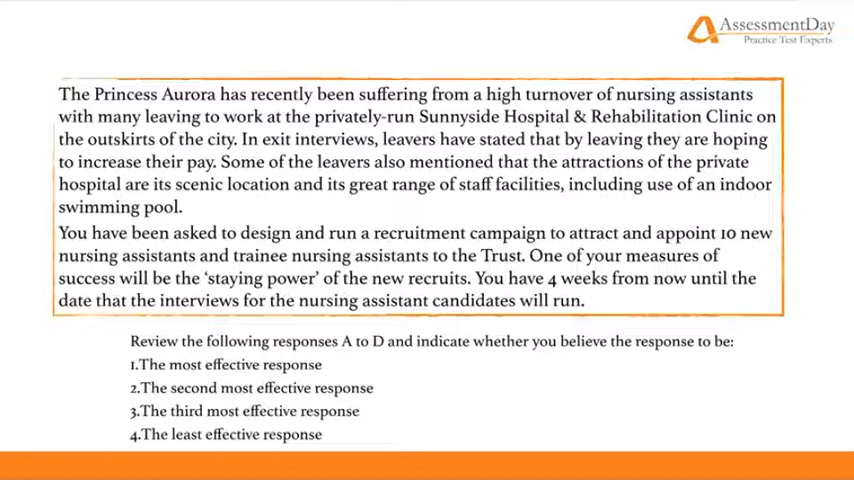 AssessmentDay
Practice Test Experts
The Princess Aurora has recently been suffering from a high turnover of nursing assistants
with many leaving to work at the privately-run Sunnyside Hospital & Rehabilitation Clinic on
the outskirts of the city. In exit interviews, leavers have stated that by leaving they are hoping
to increase their pay. Some of the leavers also mentioned that the attractions of the private
hospital are its scenic location and its great range of staff facilities, including use of an indoor
swimming pool.
You have been asked to design and run a recruitment campaign to attract and appoint 10 new
nursing assistants and trainee nursing assistants to the Trust. One of your measures of
success will be the ‘staying power’ of the new recruits. You have 4 weeks from now until the
date that the interviews for the nursing assistant candidates will run.
Review the following responses A to D and indicate whether you believe the response to be:
1.The most effective response
2.The second most effective response
3.The third most effective response
4.The least effective response